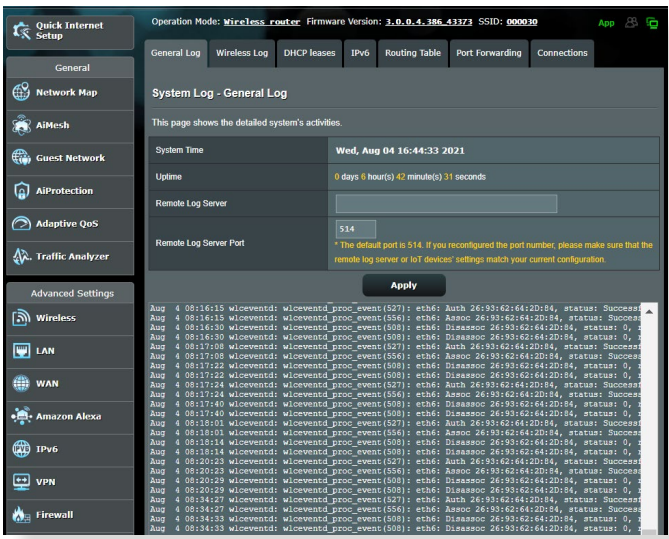 Quick Internet Setup
Operation Mode: Wireless router Firmware Version: 3.0.0.4.386_43373 SSID: 000030 App
General Log Wireless Log DHCP leases IPv6 Routing Table Port Forwarding Connections
General
Network Map
AiMesh
Guest Network
AiProtection
Adaptive QoS
Traffic Analyzer
Advanced Settings
Wireless
LAN
WAN
Amazon Alexa
IPv6
VPN
Firewall
System Log - General Log
This page shows the detailed system's activities.
System Time Wed, Aug 04 16:44:33 2021
Uptime 0 days 6 hour(s) 42 minute(s) 31 seconds
Remote Log Server
Remote Log Server Port 514
* The default port is 514. If you reconfigured the port number, please make sure that the
remote log server or IoT devices' settings match your current configuration.
Apply
Aug 4 08:16:15 wlceventd: wlceventd_proc_event(527): eth6: Auth 26:93:62:64:2D:84, status: Successf
Aug 4 08:16:15 wlceventd: wlceventd_proc_event(556): eth6: Assoc 26:93:62:64:2D:84, status: Success
Aug 4 08:16:30 wlceventd: wlceventd_proc_event(508): eth6: Disassoc 26:93:62:64:2D:84, status: 0, r
Aug 4 08:16:30 wlceventd: wlceventd_proc_event(508): eth6: Disassoc 26:93:62:64:2D:84, status: 0, r
Aug 4 08:17:08 wlceventd: wlceventd_proc_event(527): eth6: Auth 26:93:62:64:2D:84, status: Successf
Aug 4 08:17:08 wlceventd: wlceventd_proc_event(556): eth6: Assoc 26:93:62:64:2D:84, status: Success
Aug 4 08:17:22 wlceventd: wlceventd_proc_event(508): eth6: Disassoc 26:93:62:64:2D:84, status: 0, r
Aug 4 08:17:22 wlceventd: wlceventd_proc_event(508): eth6: Disassoc 26:93:62:64:2D:84, status: 0, r
Aug 4 08:17:24 wlceventd: wlceventd_proc_event(527): eth6: Auth 26:93:62:64:2D:84, status: Successf
Aug 4 08:17:24 wlceventd: wlceventd_proc_event(556): eth6: Assoc 26:93:62:64:2D:84, status: Success
Aug 4 08:17:40 wlceventd: wlceventd_proc_event(508): eth6: Disassoc 26:93:62:64:2D:84, status: 0, r
Aug 4 08:17:40 wlceventd: wlceventd_proc_event(508): eth6: Disassoc 26:93:62:64:2D:84, status: 0, r
Aug 4 08:18:01 wlceventd: wlceventd_proc_event(527): eth6: Auth 26:93:62:64:2D:84, status: Successf
Aug 4 08:18:01 wlceventd: wlceventd_proc_event(556): eth6: Assoc 26:93:62:64:2D:84, status: Success
Aug 4 08:18:14 wlceventd: wlceventd_proc_event(508): eth6: Disassoc 26:93:62:64:2D:84, status: 0, r
Aug 4 08:18:14 wlceventd: wlceventd_proc_event(508): eth6: Disassoc 26:93:62:64:2D:84, status: 0, r
Aug 4 08:20:23 wlceventd: wlceventd_proc_event(527): eth6: Auth 26:93:62:64:2D:84, status: Successf
Aug 4 08:20:23 wlceventd: wlceventd_proc_event(556): eth6: Assoc 26:93:62:64:2D:84, status: Success
Aug 4 08:20:29 wlceventd: wlceventd_proc_event(508): eth6: Disassoc 26:93:62:64:2D:84, status: 0, r
Aug 4 08:20:29 wlceventd: wlceventd_proc_event(508): eth6: Disassoc 26:93:62:64:2D:84, status: 0, r
Aug 4 08:34:27 wlceventd: wlceventd_proc_event(527): eth6: Auth 26:93:62:64:2D:84, status: Successf
Aug 4 08:34:27 wlceventd: wlceventd_proc_event(556): eth6: Assoc 26:93:62:64:2D:84, status: Success
Aug 4 08:34:33 wlceventd: wlceventd_proc_event(508): eth6: Disassoc 26:93:62:64:2D:84, status: 0, r
Aug 4 08:34:33 wlceventd: wlceventd_proc_event(508): eth6: Disassoc 26:93:62:64:2D:84, status: 0, r